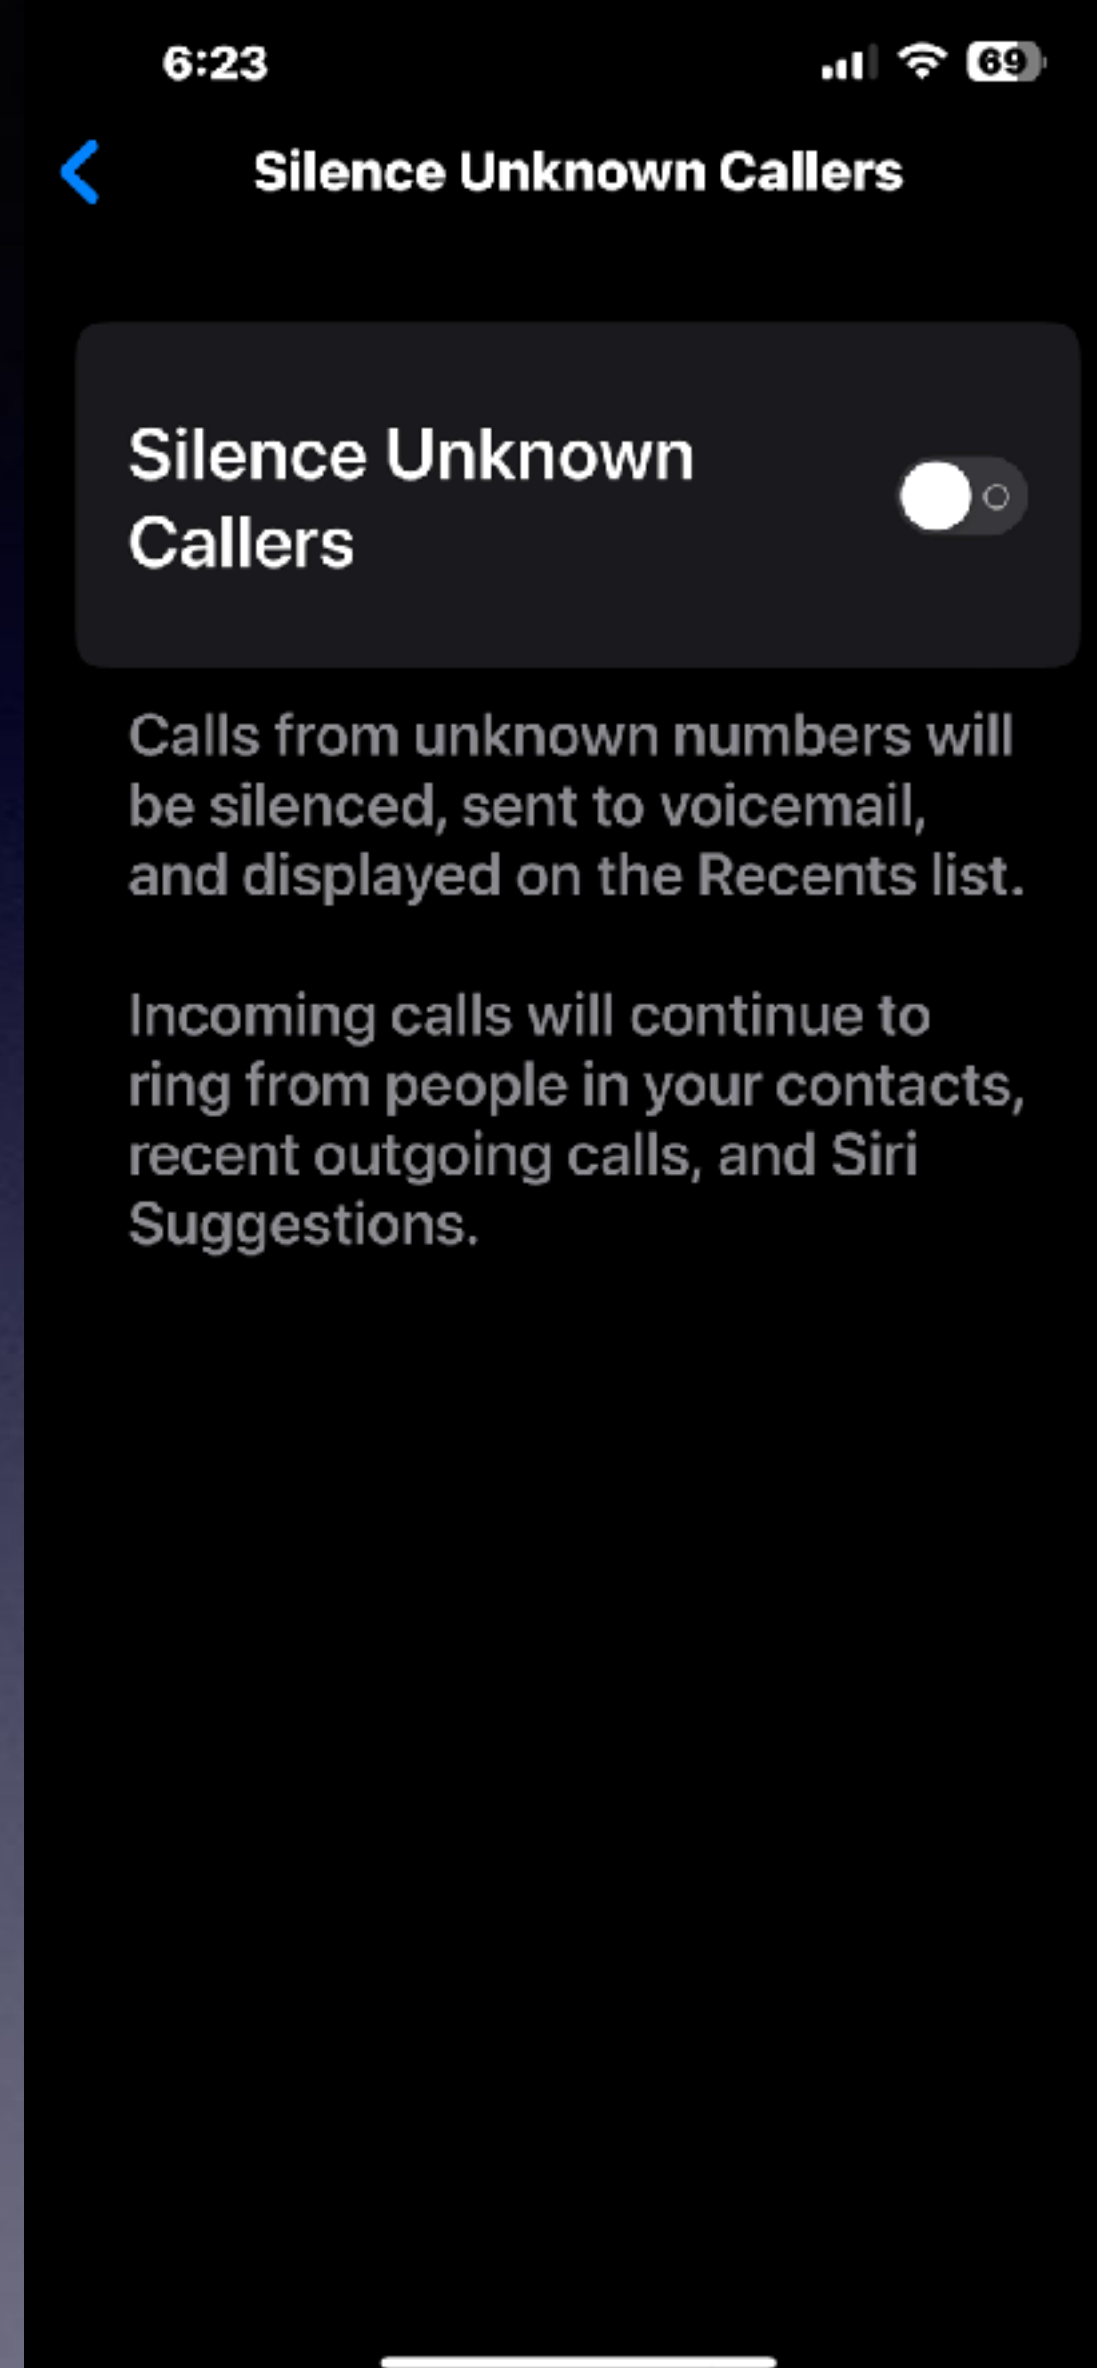 6:23
69
Silence Unknown Callers
Silence Unknown
Callers
Calls from unknown numbers will
be silenced, sent to voicemail,
and displayed on the Recents list.
Incoming calls will continue to
ring from people in your contacts,
recent outgoing calls, and Siri
Suggestions.